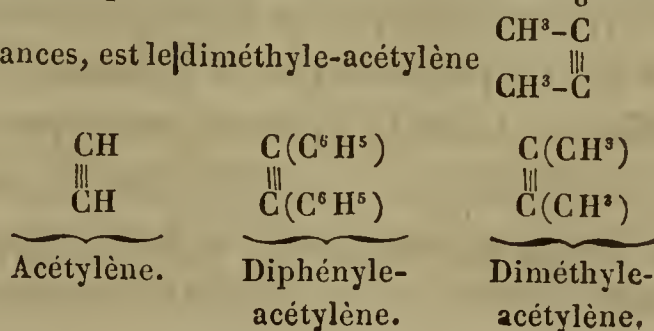 CH³-C
ances, est le|diméthyle-acétylène
|||
CH³-C
CH C(C⁶H⁵) C(CH³)
||| ||| |||
CH C(C⁶H⁵) C(CH³)
Acétylène. Diphényle- Diméthyle-
acétylène. acétylène.